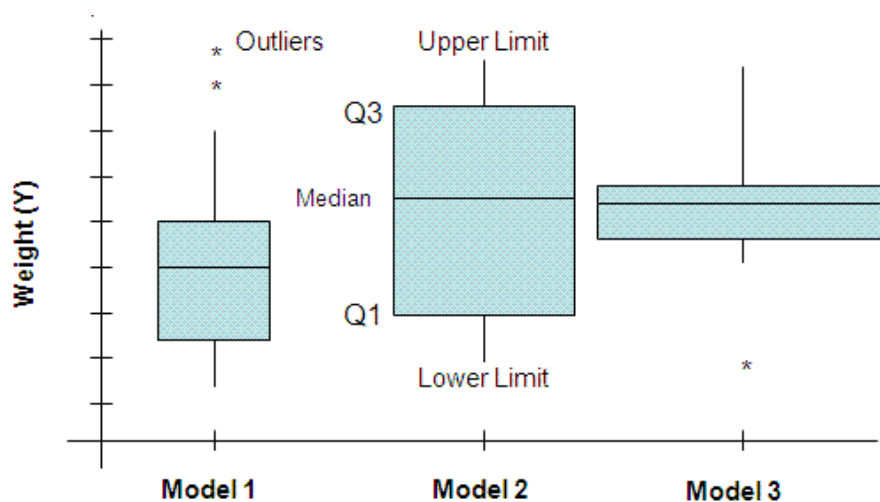 * Outliers
*
Upper Limit
Q3
Median
Q1
Lower Limit
*
Weight (Y)
Model 1
Model 2
Model 3